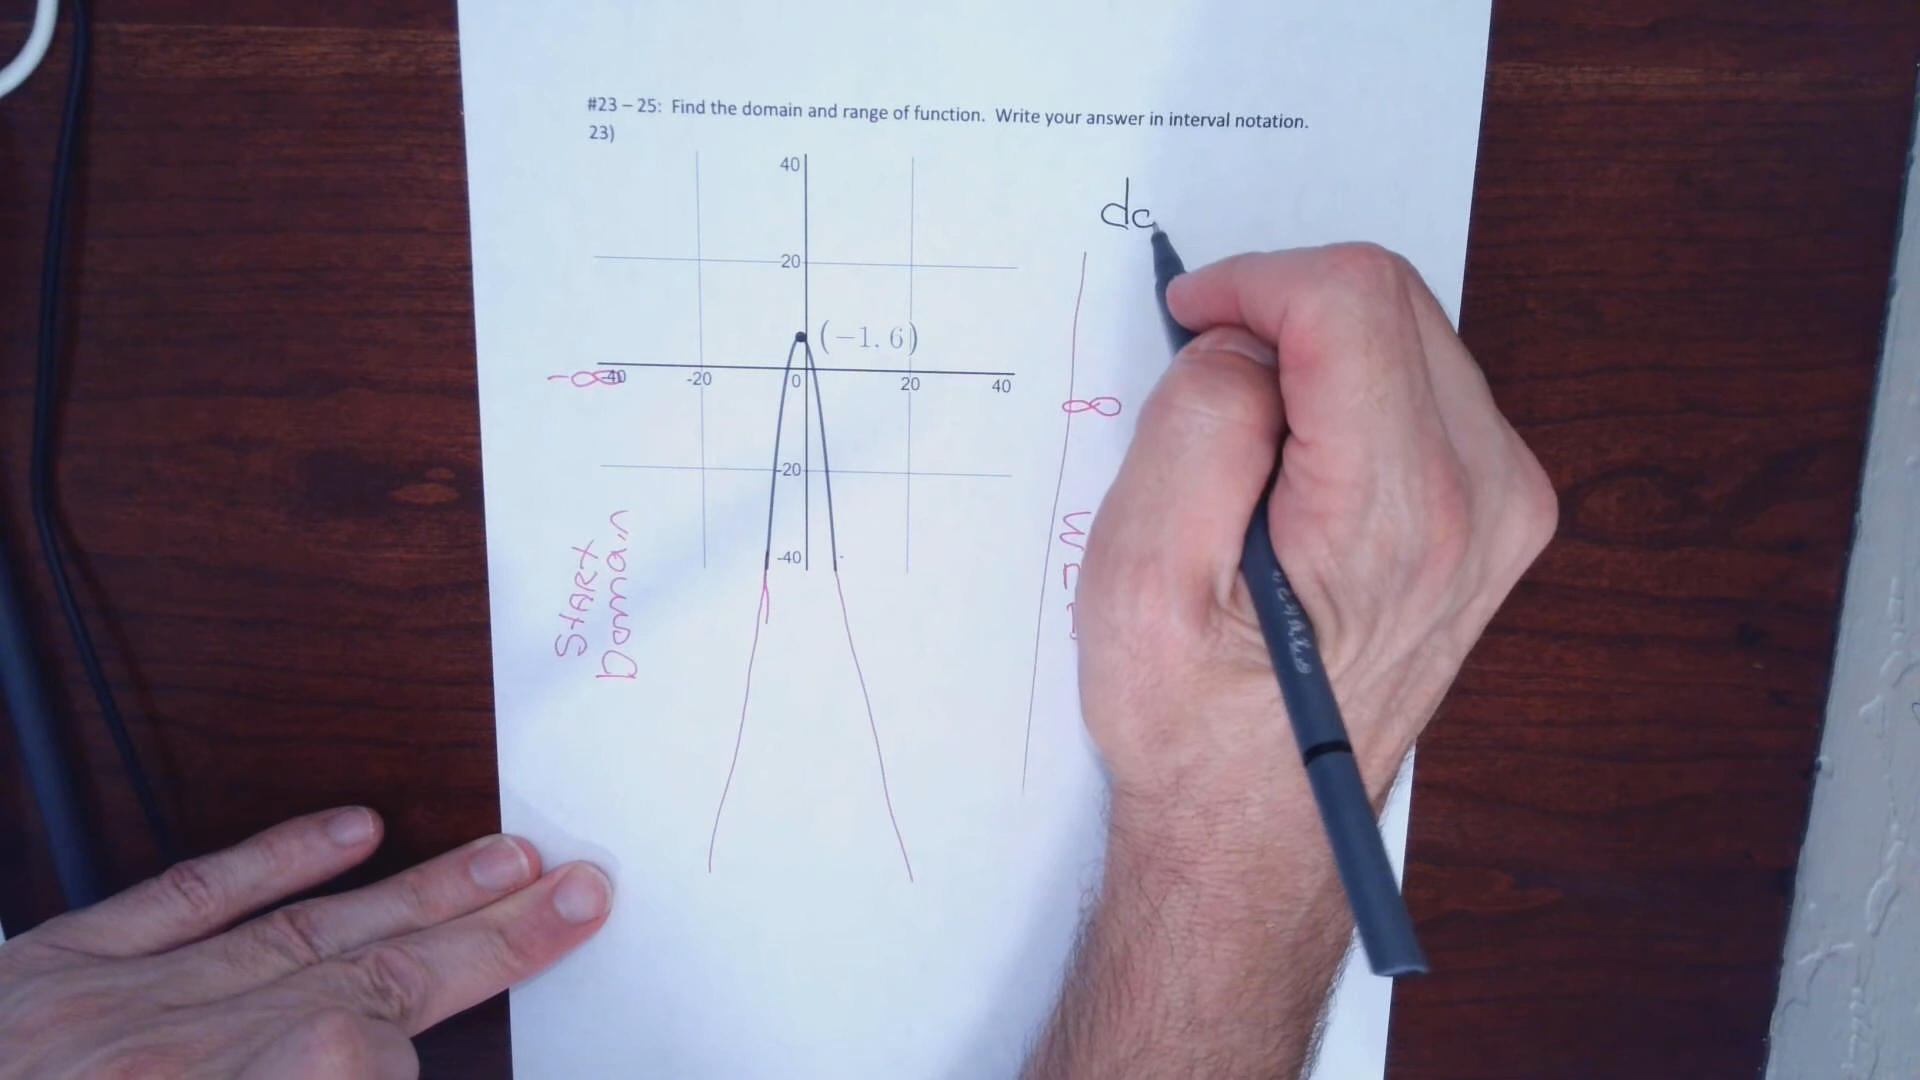 #23 – 25: Find the domain and range of function. Write your answer in interval notation.
23)
40
20
(−1. 6)
-∞ -40 -20 0 20 40 ∞
-20
-40
START
Domain
do